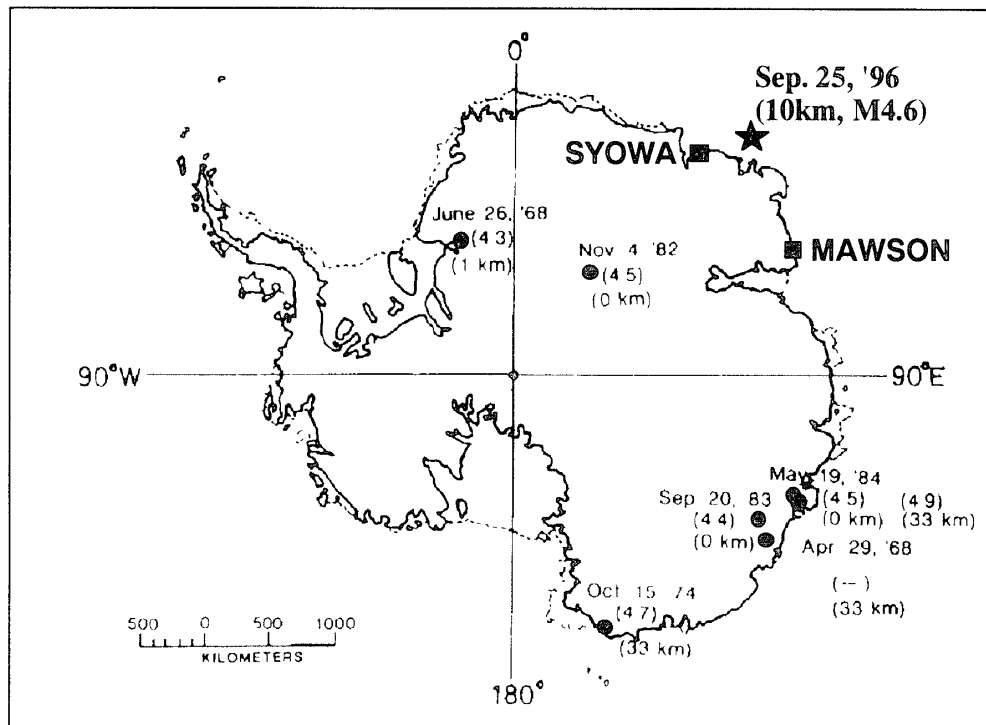 0°
Sep. 25, '96
(10km, M4.6)
SYOWA
June 26, '68
(4.3)
(1 km)
Nov 4 '82
(4 5)
(0 km)
MAWSON
90°W
90°E
May 19, '84
(4 5)
(0 km)
(4.9)
(33 km)
Sep 20, 83
(4 4)
(0 km)
Apr 29, '68
(--)
(33 km)
Oct 15 74
(4 7)
(33 km)
500 0 500 1000
KILOMETERS
180°